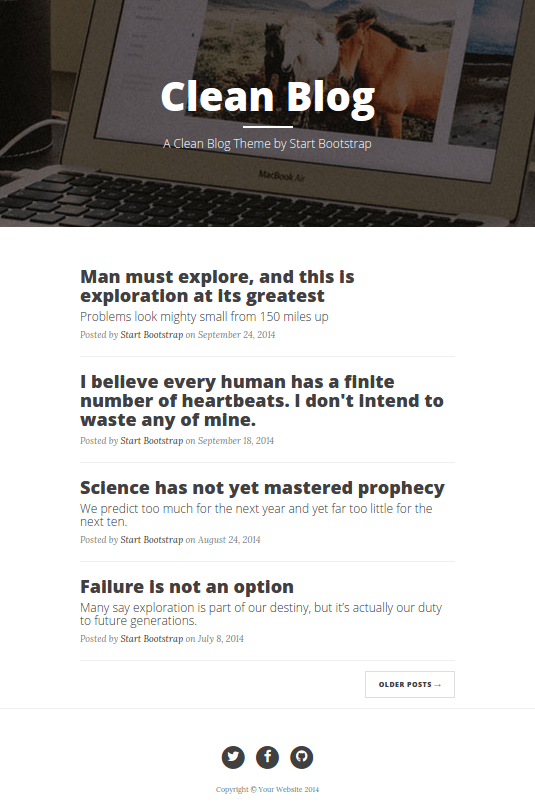 Clean Blog
A Clean Blog Theme by Start Bootstrap
MacBook Air
Man must explore, and this is
exploration at its greatest
Problems look mighty small from 150 miles up
Posted by Start Bootstrap on September 24, 2014
I believe every human has a finite
number of heartbeats. I don't intend to
waste any of mine.
Posted by Start Bootstrap on September 18, 2014
Science has not yet mastered prophecy
We predict too much for the next year and yet far too little for the
next ten.
Posted by Start Bootstrap on August 24, 2014
Failure is not an option
Many say exploration is part of our destiny, but it’s actually our duty
to future generations.
Posted by Start Bootstrap on July 8, 2014
OLDER POSTS →
Copyright © Your Website 2014